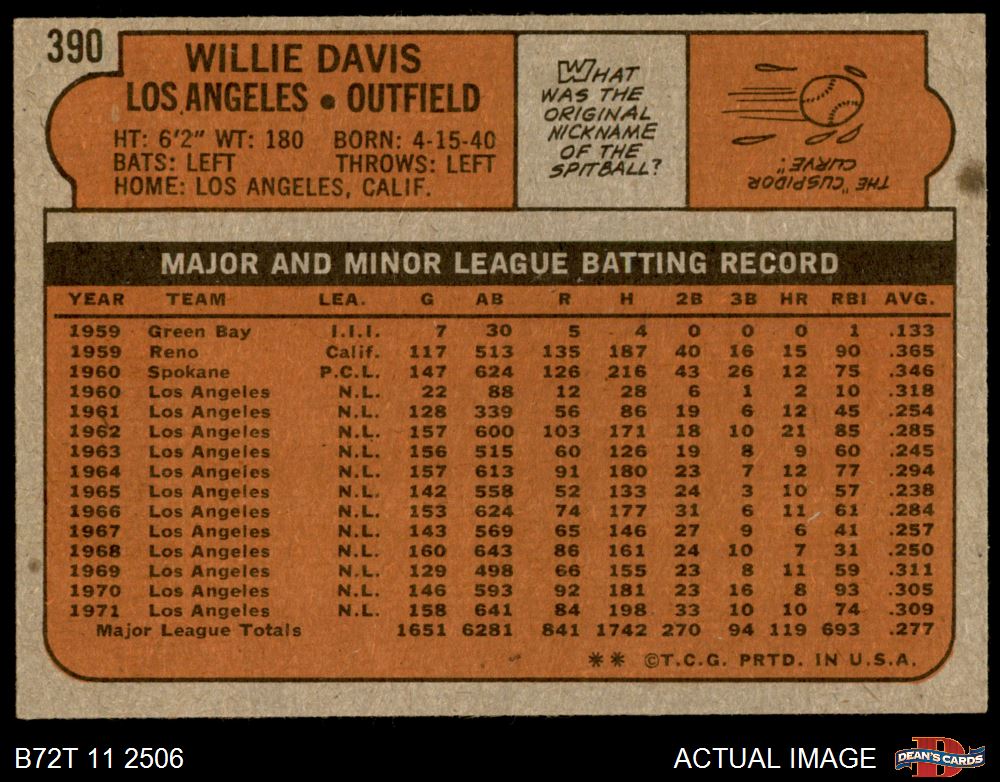 390
WILLIE DAVIS
LOS ANGELES • OUTFIELD
HT: 6'2" WT: 180 BORN: 4-15-40
BATS: LEFT THROWS: LEFT
HOME: LOS ANGELES, CALIF.
WHAT
WAS THE
ORIGINAL
NICKNAME
OF THE
SPITBALL?
THE "CUSPIDOR
CURVE"!
MAJOR AND MINOR LEAGUE BATTING RECORD
YEAR TEAM LEA. G AB R H 2B 3B HR RBI AVG.
1959 Green Bay I.I.I. 7 30 5 4 0 0 0 1 .133
1959 Reno Calif. 117 513 135 187 40 16 15 90 .365
1960 Spokane P.C.L. 147 624 126 216 43 26 12 75 .346
1960 Los Angeles N.L. 22 88 12 28 6 1 2 10 .318
1961 Los Angeles N.L. 128 339 56 86 19 6 12 45 .254
1962 Los Angeles N.L. 157 600 103 171 18 10 21 85 .285
1963 Los Angeles N.L. 156 515 60 126 19 8 9 60 .245
1964 Los Angeles N.L. 157 613 91 180 23 7 12 77 .294
1965 Los Angeles N.L. 142 558 52 133 24 3 10 57 .238
1966 Los Angeles N.L. 153 624 74 177 31 6 11 61 .284
1967 Los Angeles N.L. 143 569 65 146 27 9 6 41 .257
1968 Los Angeles N.L. 160 643 86 161 24 10 7 31 .250
1969 Los Angeles N.L. 129 498 66 155 23 8 11 59 .311
1970 Los Angeles N.L. 146 593 92 181 23 16 8 93 .305
1971 Los Angeles N.L. 158 641 84 198 33 10 10 74 .309
Major League Totals 1651 6281 841 1742 270 94 119 693 .277
** ©T.C.G. PRTD. IN U.S.A.
B72T 11 2506
ACTUAL IMAGE
D
DEAN'S CARDS